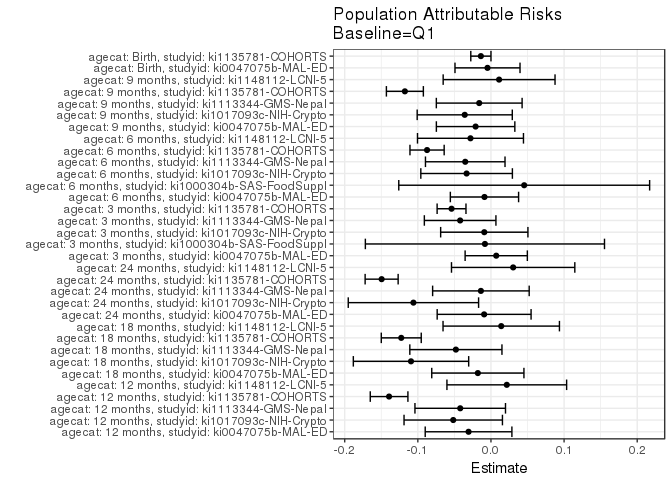 Population Attributable Risks
Baseline=Q1
agecat: Birth, studyid: ki1135781-COHORTS
agecat: Birth, studyid: ki0047075b-MAL-ED
agecat: 9 months, studyid: ki1148112-LCNI-5
agecat: 9 months, studyid: ki1135781-COHORTS
agecat: 9 months, studyid: ki1113344-GMS-Nepal
agecat: 9 months, studyid: ki1017093c-NIH-Crypto
agecat: 9 months, studyid: ki0047075b-MAL-ED
agecat: 6 months, studyid: ki1148112-LCNI-5
agecat: 6 months, studyid: ki1135781-COHORTS
agecat: 6 months, studyid: ki1113344-GMS-Nepal
agecat: 6 months, studyid: ki1017093c-NIH-Crypto
agecat: 6 months, studyid: ki1000304b-SAS-FoodSuppl
agecat: 6 months, studyid: ki0047075b-MAL-ED
agecat: 3 months, studyid: ki1135781-COHORTS
agecat: 3 months, studyid: ki1113344-GMS-Nepal
agecat: 3 months, studyid: ki1017093c-NIH-Crypto
agecat: 3 months, studyid: ki1000304b-SAS-FoodSuppl
agecat: 3 months, studyid: ki0047075b-MAL-ED
agecat: 24 months, studyid: ki1148112-LCNI-5
agecat: 24 months, studyid: ki1135781-COHORTS
agecat: 24 months, studyid: ki1113344-GMS-Nepal
agecat: 24 months, studyid: ki1017093c-NIH-Crypto
agecat: 24 months, studyid: ki0047075b-MAL-ED
agecat: 18 months, studyid: ki1148112-LCNI-5
agecat: 18 months, studyid: ki1135781-COHORTS
agecat: 18 months, studyid: ki1113344-GMS-Nepal
agecat: 18 months, studyid: ki1017093c-NIH-Crypto
agecat: 18 months, studyid: ki0047075b-MAL-ED
agecat: 12 months, studyid: ki1148112-LCNI-5
agecat: 12 months, studyid: ki1135781-COHORTS
agecat: 12 months, studyid: ki1113344-GMS-Nepal
agecat: 12 months, studyid: ki1017093c-NIH-Crypto
agecat: 12 months, studyid: ki0047075b-MAL-ED
-0.2 -0.1 0.0 0.1 0.2
Estimate